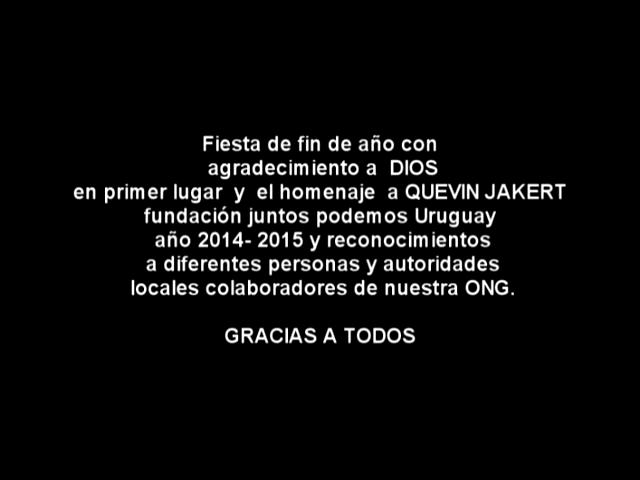 Fiesta de fin de año con
agradecimiento a  DIOS
en primer lugar  y  el homenaje  a QUEVIN JAKERT
fundación juntos podemos Uruguay
año 2014- 2015 y reconocimientos
a diferentes personas y autoridades
locales colaboradores de nuestra ONG.
GRACIAS A TODOS